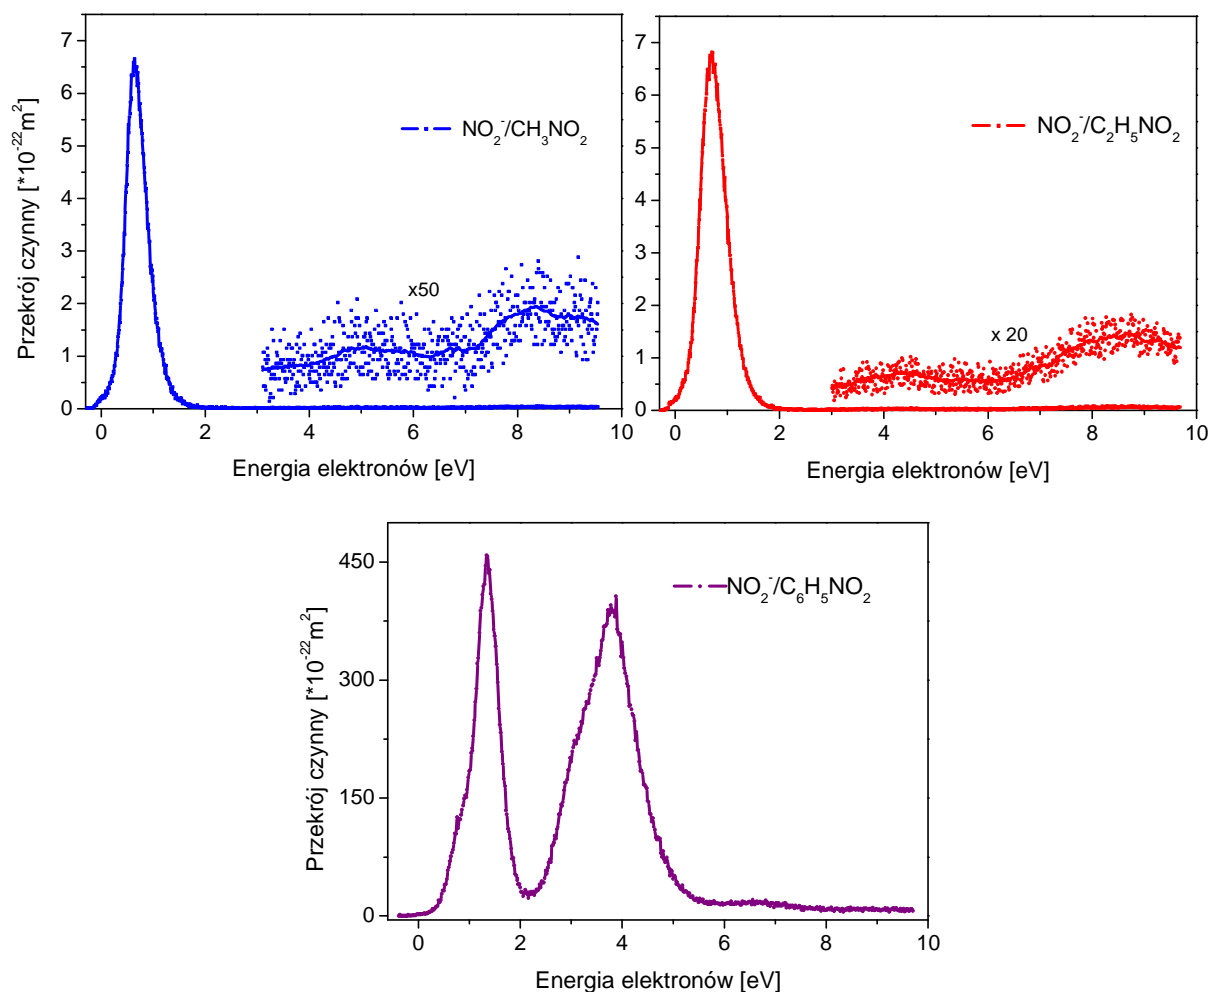 Przekrój czynny [*10⁻²²m²]
7
6
5
4
3
2
1
0
NO₂⁻/CH₃NO₂
x50
0 2 4 6 8 10
Energia elektronów [eV]
7
6
5
4
3
2
1
0
NO₂⁻/C₂H₅NO₂
x 20
0 2 4 6 8 10
Energia elektronów [eV]
Przekrój czynny [*10⁻²²m²]
450
300
150
0
NO₂⁻/C₆H₅NO₂
0 2 4 6 8 10
Energia elektronów [eV]